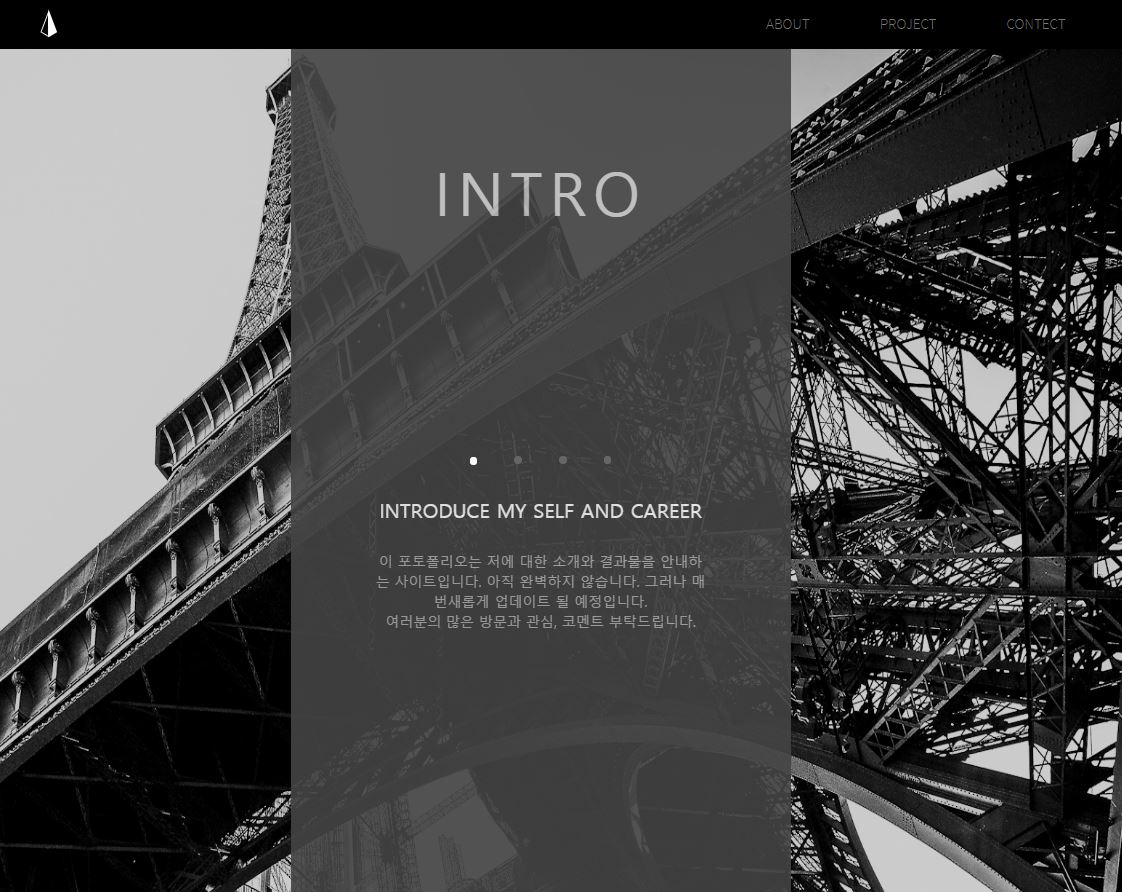 ABOUT PROJECT CONTECT
INTRO
INTRODUCE MY SELF AND CAREER
이 포토폴리오는 저에 대한 소개와 결과물을 안내하
는 사이트입니다. 아직 완벽하지 않습니다. 그러나 매
번새롭게 업데이트 될 예정입니다.
여러분의 많은 방문과 관심, 코멘트 부탁드립니다.